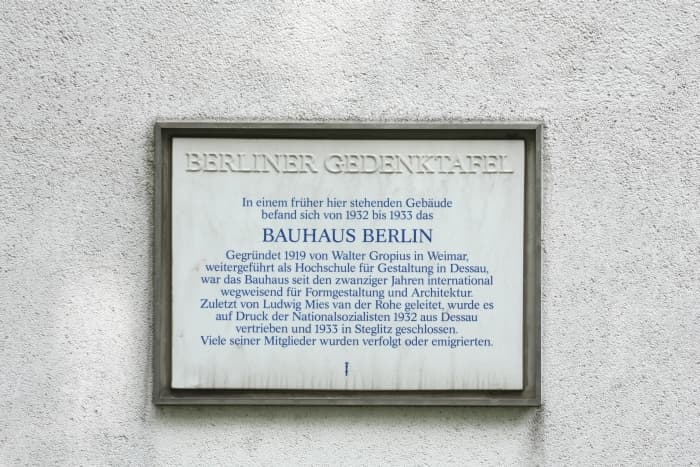 BERLINER GEDENKTAFEL
In einem früher hier stehenden Gebäude
befand sich von 1932 bis 1933 das
BAUHAUS BERLIN
Gegründet 1919 von Walter Gropius in Weimar,
weitergeführt als Hochschule für Gestaltung in Dessau,
war das Bauhaus seit den zwanziger Jahren international
wegweisend für Formgestaltung und Architektur.
Zuletzt von Ludwig Mies van der Rohe geleitet, wurde es
auf Druck der Nationalsozialisten 1932 aus Dessau
vertrieben und 1933 in Steglitz geschlossen.
Viele seiner Mitglieder wurden verfolgt oder emigrierten.